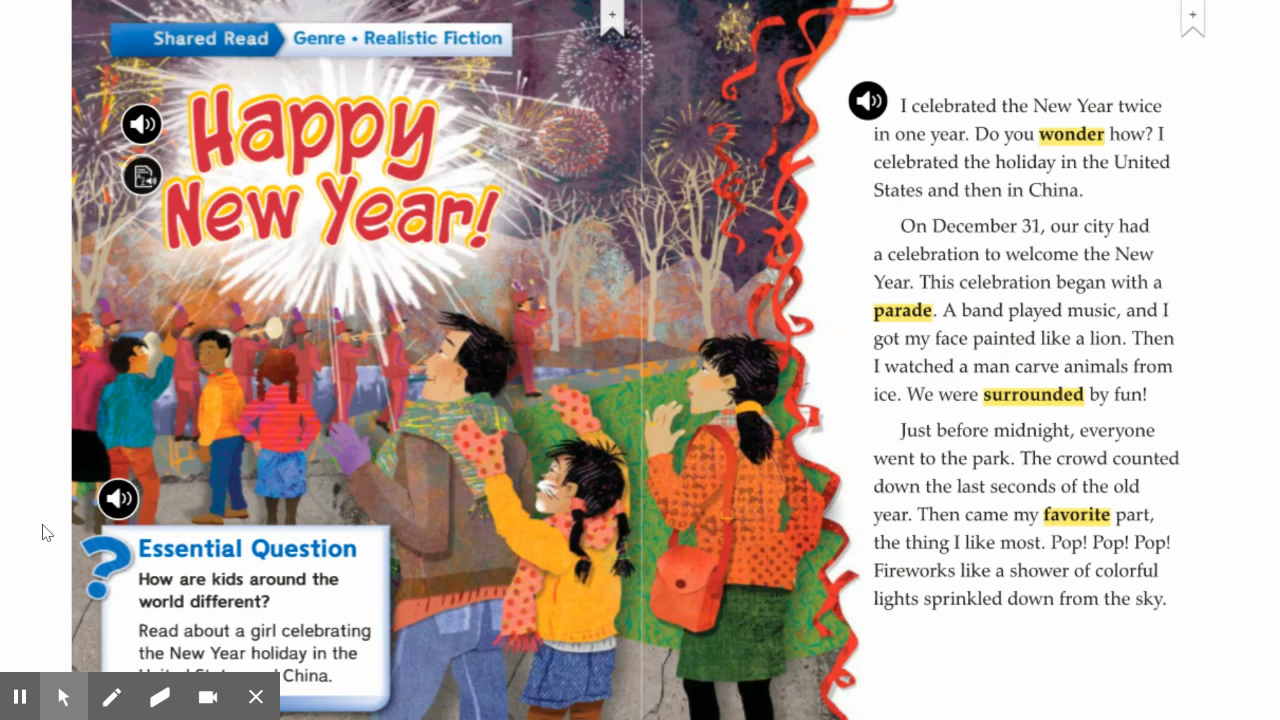 Shared Read
Genre • Realistic Fiction
Happy
New Year!
Essential Question
How are kids around the
world different?
Read about a girl celebrating
the New Year holiday in the
China.
I celebrated the New Year twice
in one year. Do you wonder how? I
celebrated the holiday in the United
States and then in China.
On December 31, our city had
a celebration to welcome the New
Year. This celebration began with a
parade. A band played music, and I
got my face painted like a lion. Then
I watched a man carve animals from
ice. We were surrounded by fun!
Just before midnight, everyone
went to the park. The crowd counted
down the last seconds of the old
year. Then came my favorite part,
the thing I like most. Pop! Pop! Pop!
Fireworks like a shower of colorful
lights sprinkled down from the sky.